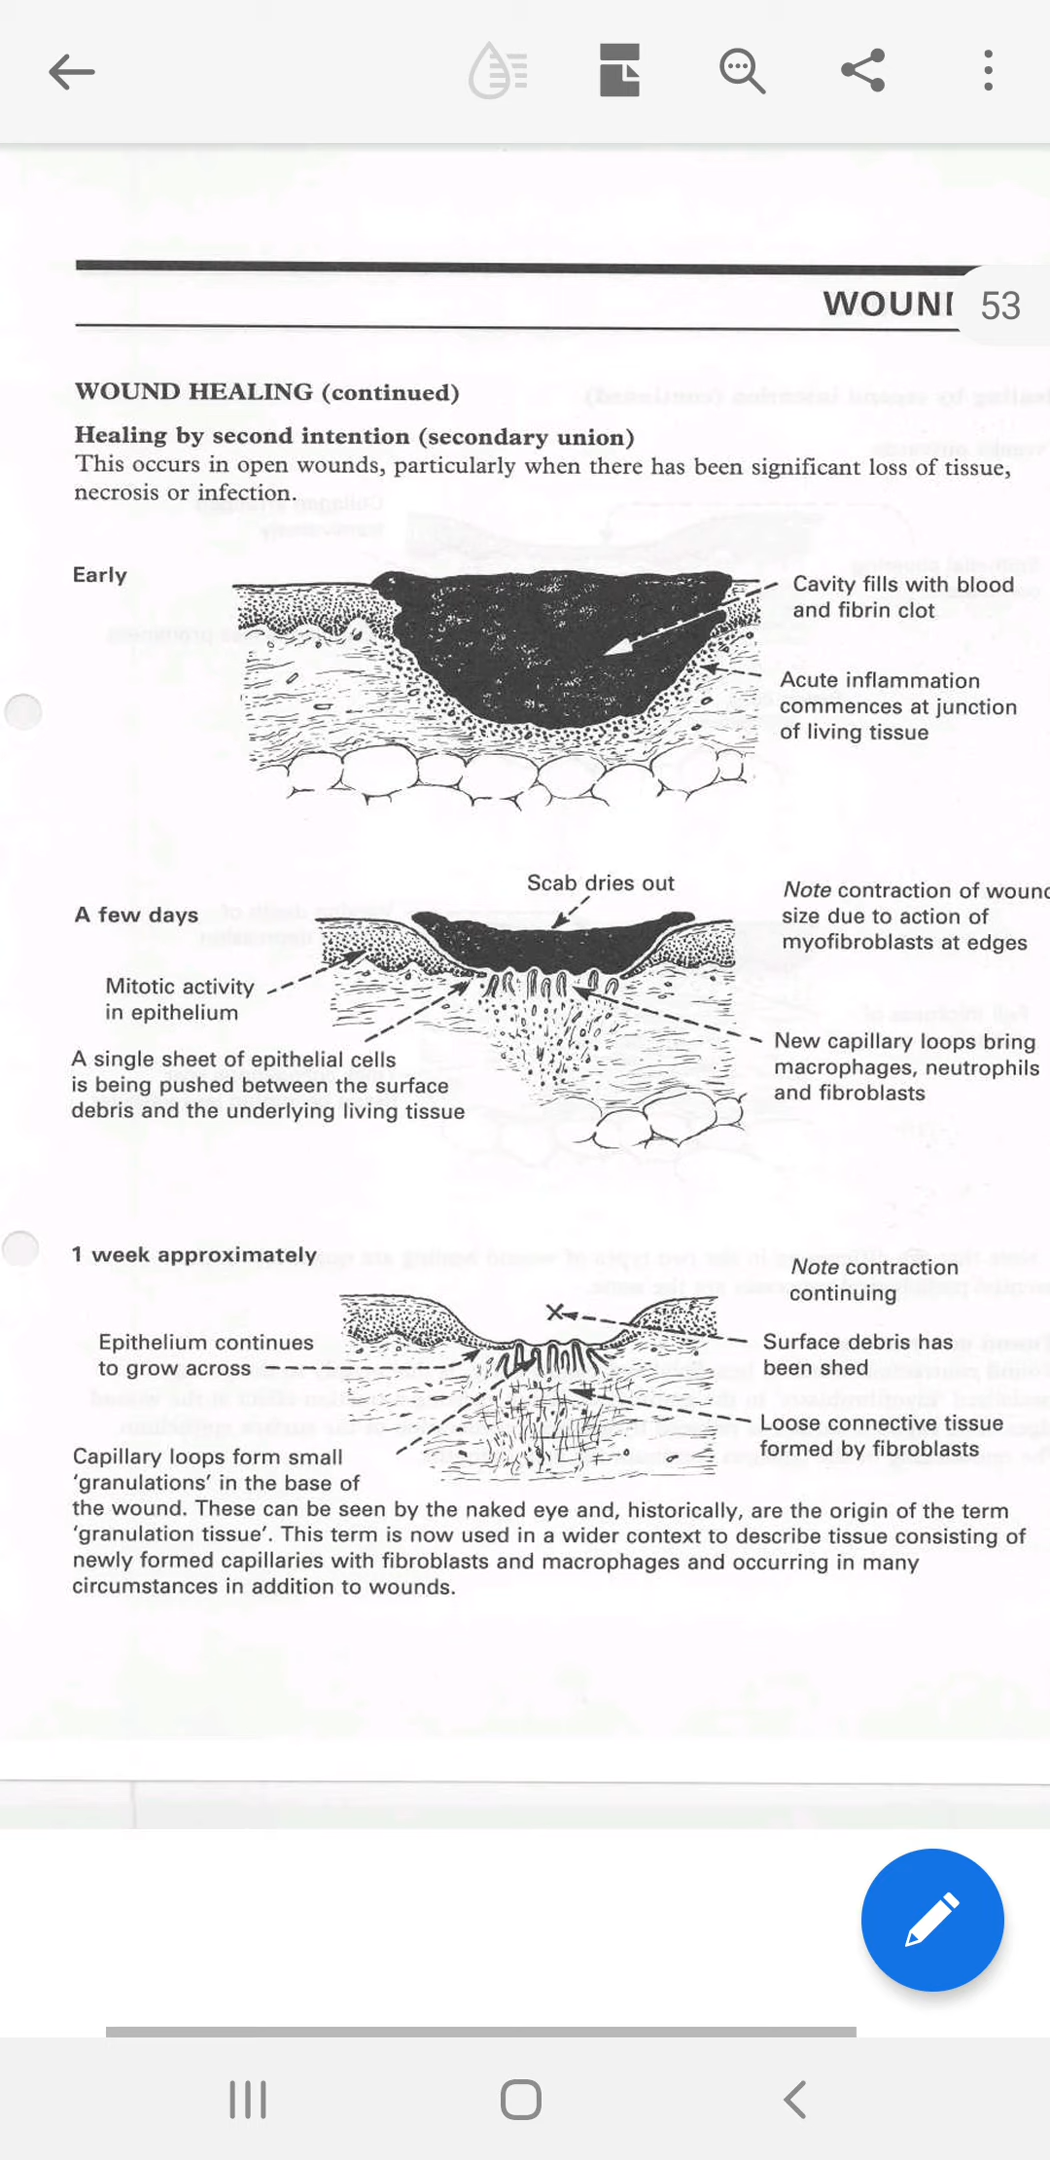 WOUN
53
WOUND HEALING (continued)
Healing by second intention (secondary union)
This occurs in open wounds, particularly when there has been significant loss of tissue,
necrosis or infection.
Early
Cavity fills with blood
and fibrin clot
Acute inflammation
commences at junction
of living tissue
Scab dries out
A few days
Note contraction of wound
size due to action of
myofibroblasts at edges
Mitotic activity
in epithelium
A single sheet of epithelial cells
is being pushed between the surface
debris and the underlying living tissue
New capillary loops bring
macrophages, neutrophils
and fibroblasts
1 week approximately
Note contraction
continuing
Epithelium continues
to grow across
X
Surface debris has
been shed
Loose connective tissue
formed by fibroblasts
Capillary loops form small
‘granulations’ in the base of
the wound. These can be seen by the naked eye and, historically, are the origin of the term
‘granulation tissue’. This term is now used in a wider context to describe tissue consisting of
newly formed capillaries with fibroblasts and macrophages and occurring in many
circumstances in addition to wounds.